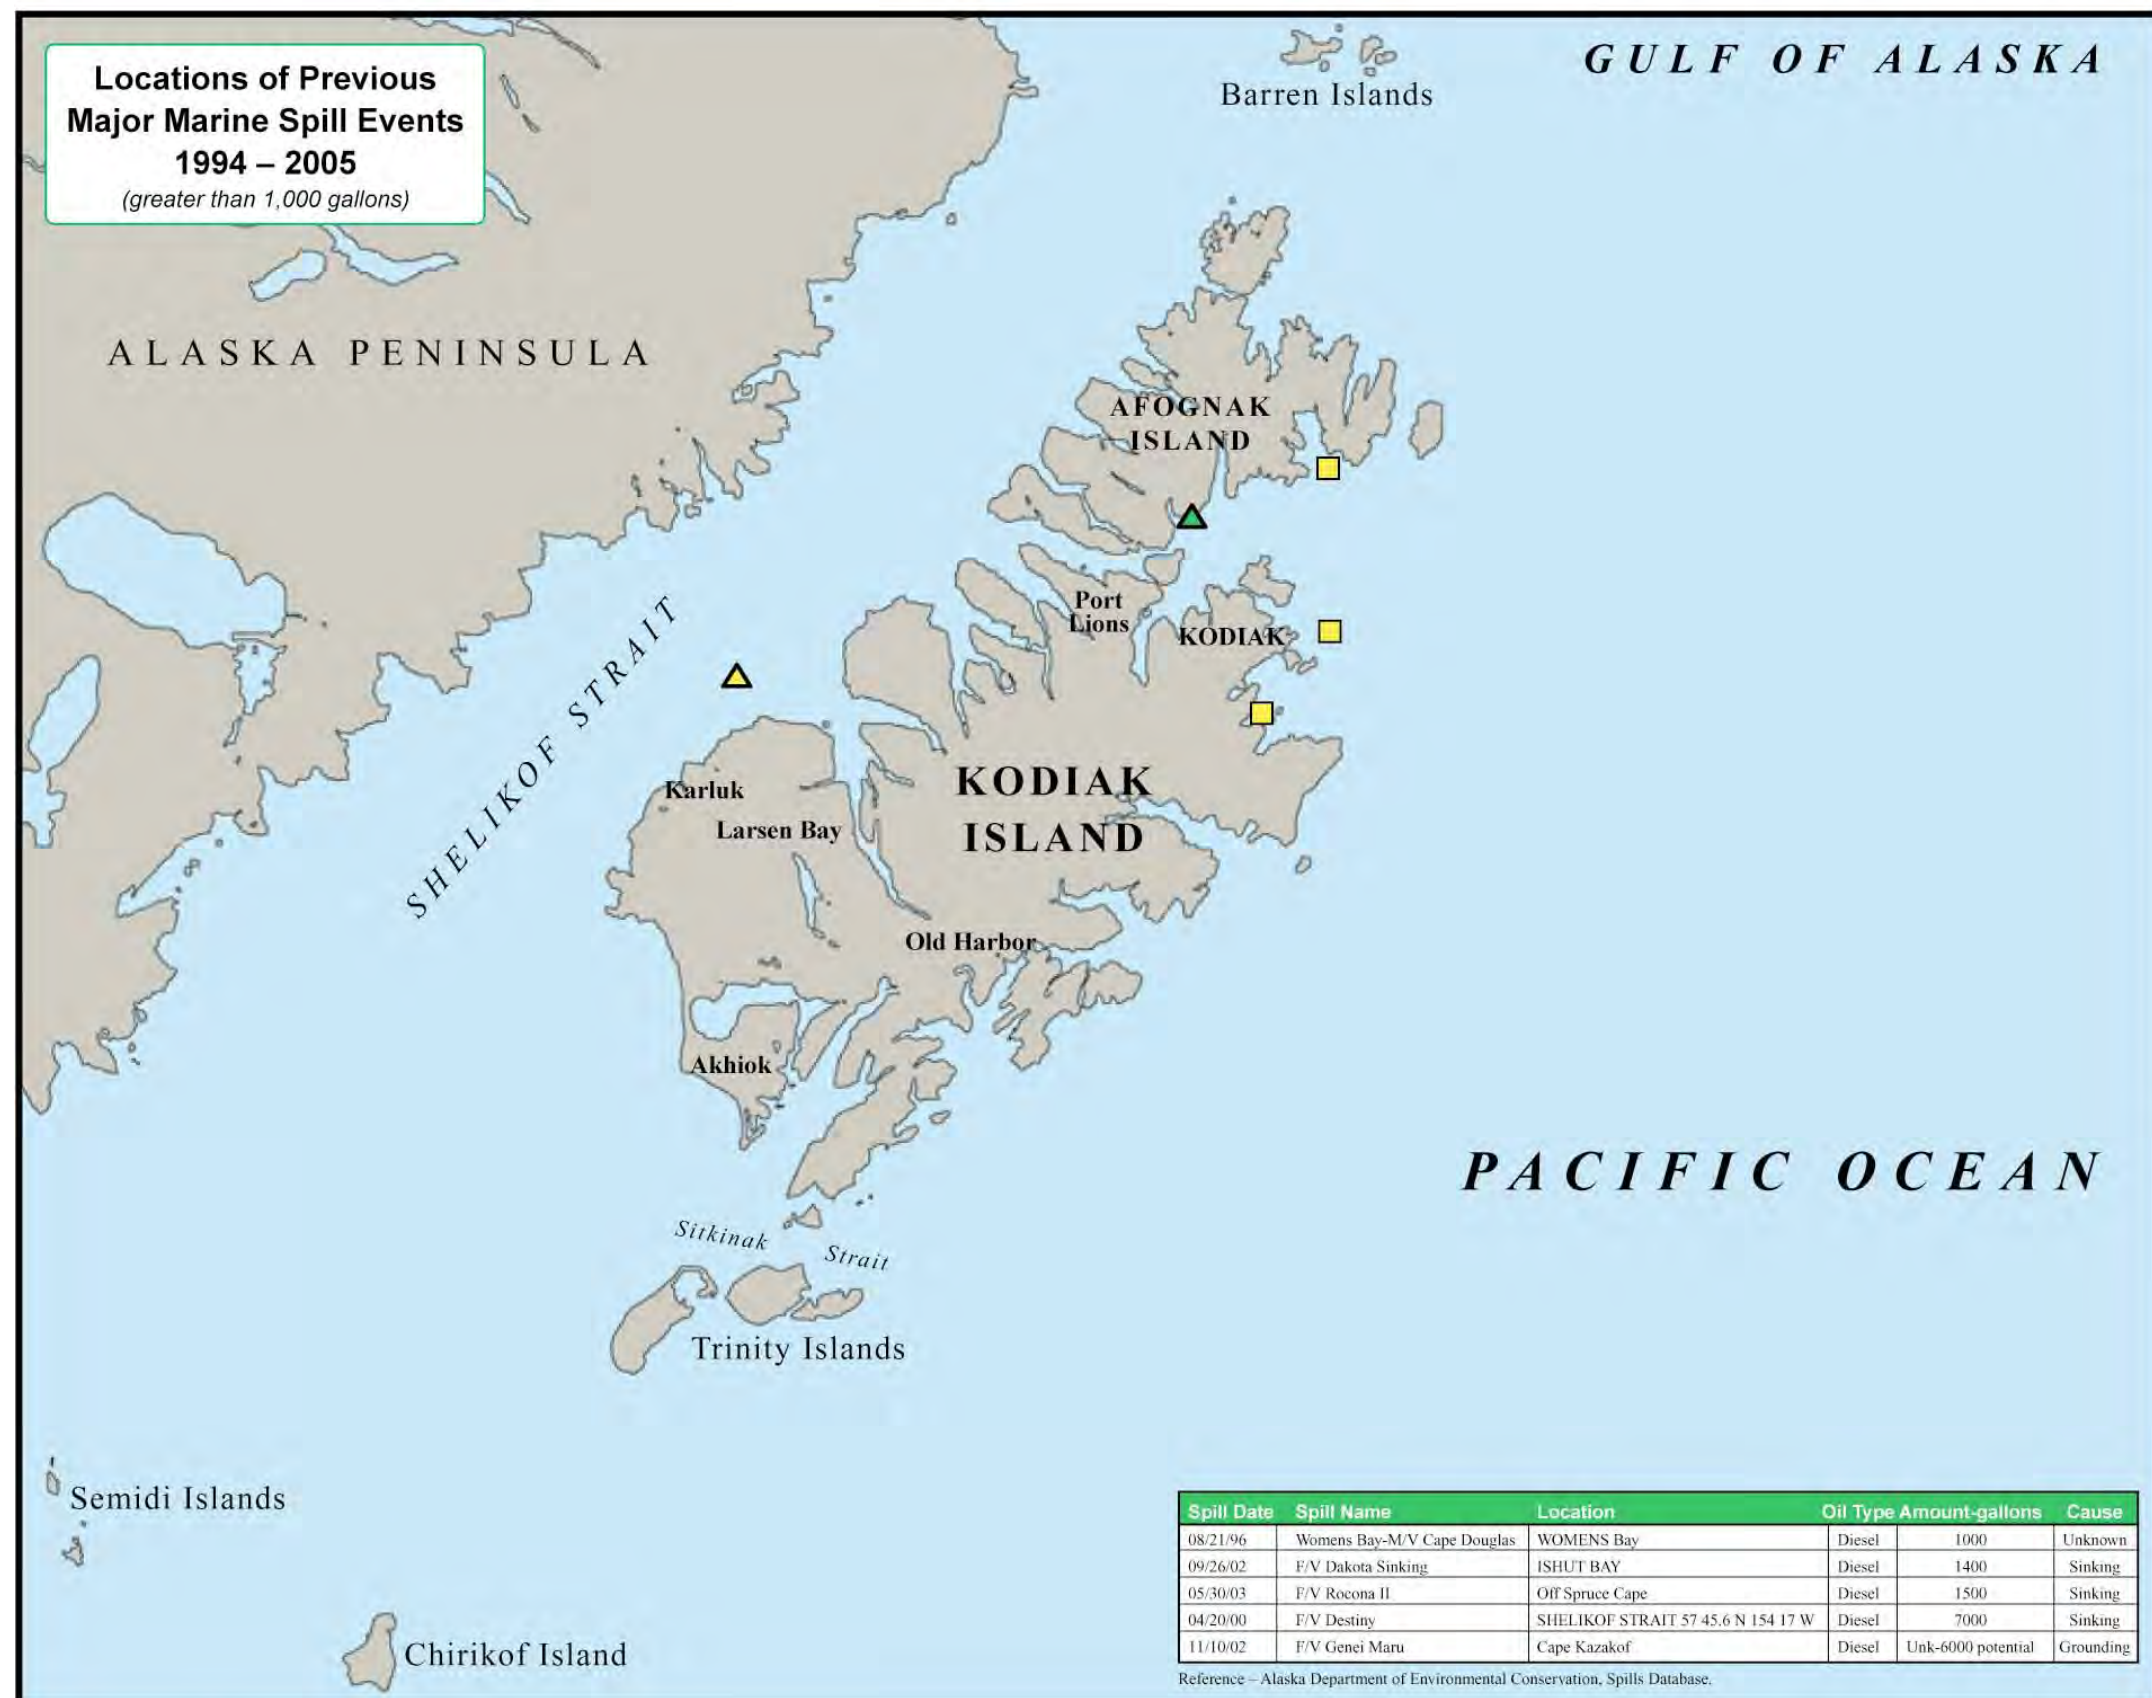 Locations of Previous
Major Marine Spill Events
1994 – 2005
(greater than 1,000 gallons)
GULF OF ALASKA
Barren Islands
ALASKA PENINSULA
AFOGNAK
ISLAND
SHELIKOF STRAIT
Port
Lions
KODIAK
KODIAK
ISLAND
Karluk
Larsen Bay
Old Harbor
Akhiok
PACIFIC OCEAN
Sitkinak Strait
Trinity Islands
Semidi Islands
Chirikof Island
Spill Date Spill Name Location Oil Type Amount-gallons Cause
08/21/96 Womens Bay-M/V Cape Douglas WOMENS Bay Diesel 1000 Unknown
09/26/02 F/V Dakota Sinking ISHUT BAY Diesel 1400 Sinking
05/30/03 F/V Rocona II Off Spruce Cape Diesel 1500 Sinking
04/20/00 F/V Destiny SHELIKOF STRAIT 57 45.6 N 154 17 W Diesel 7000 Sinking
11/10/02 F/V Genei Maru Cape Kazakof Diesel Unk-6000 potential Grounding
Reference – Alaska Department of Environmental Conservation, Spills Database.